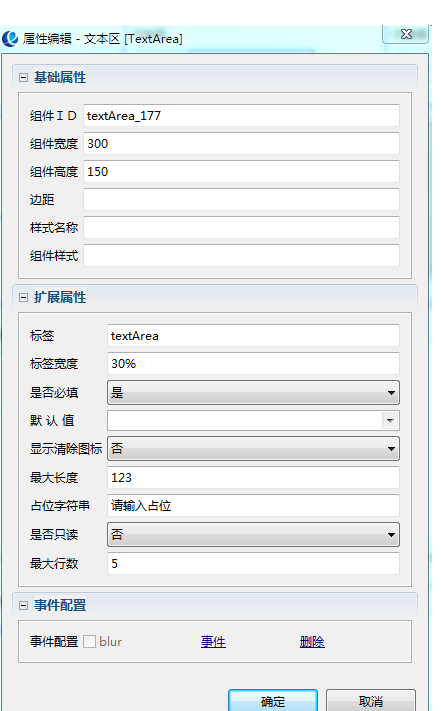 属性编辑 - 文本区 [TextArea]
基础属性
组件ＩＤ textArea_177
组件宽度 300
组件高度 150
边距
样式名称
组件样式
扩展属性
标签 textArea
标签宽度 30%
是否必填 是
默 认 值
显示清除图标 否
最大长度 123
占位字符串 请输入占位
是否只读 否
最大行数 5
事件配置
事件配置 blur 事件 删除
确定 取消